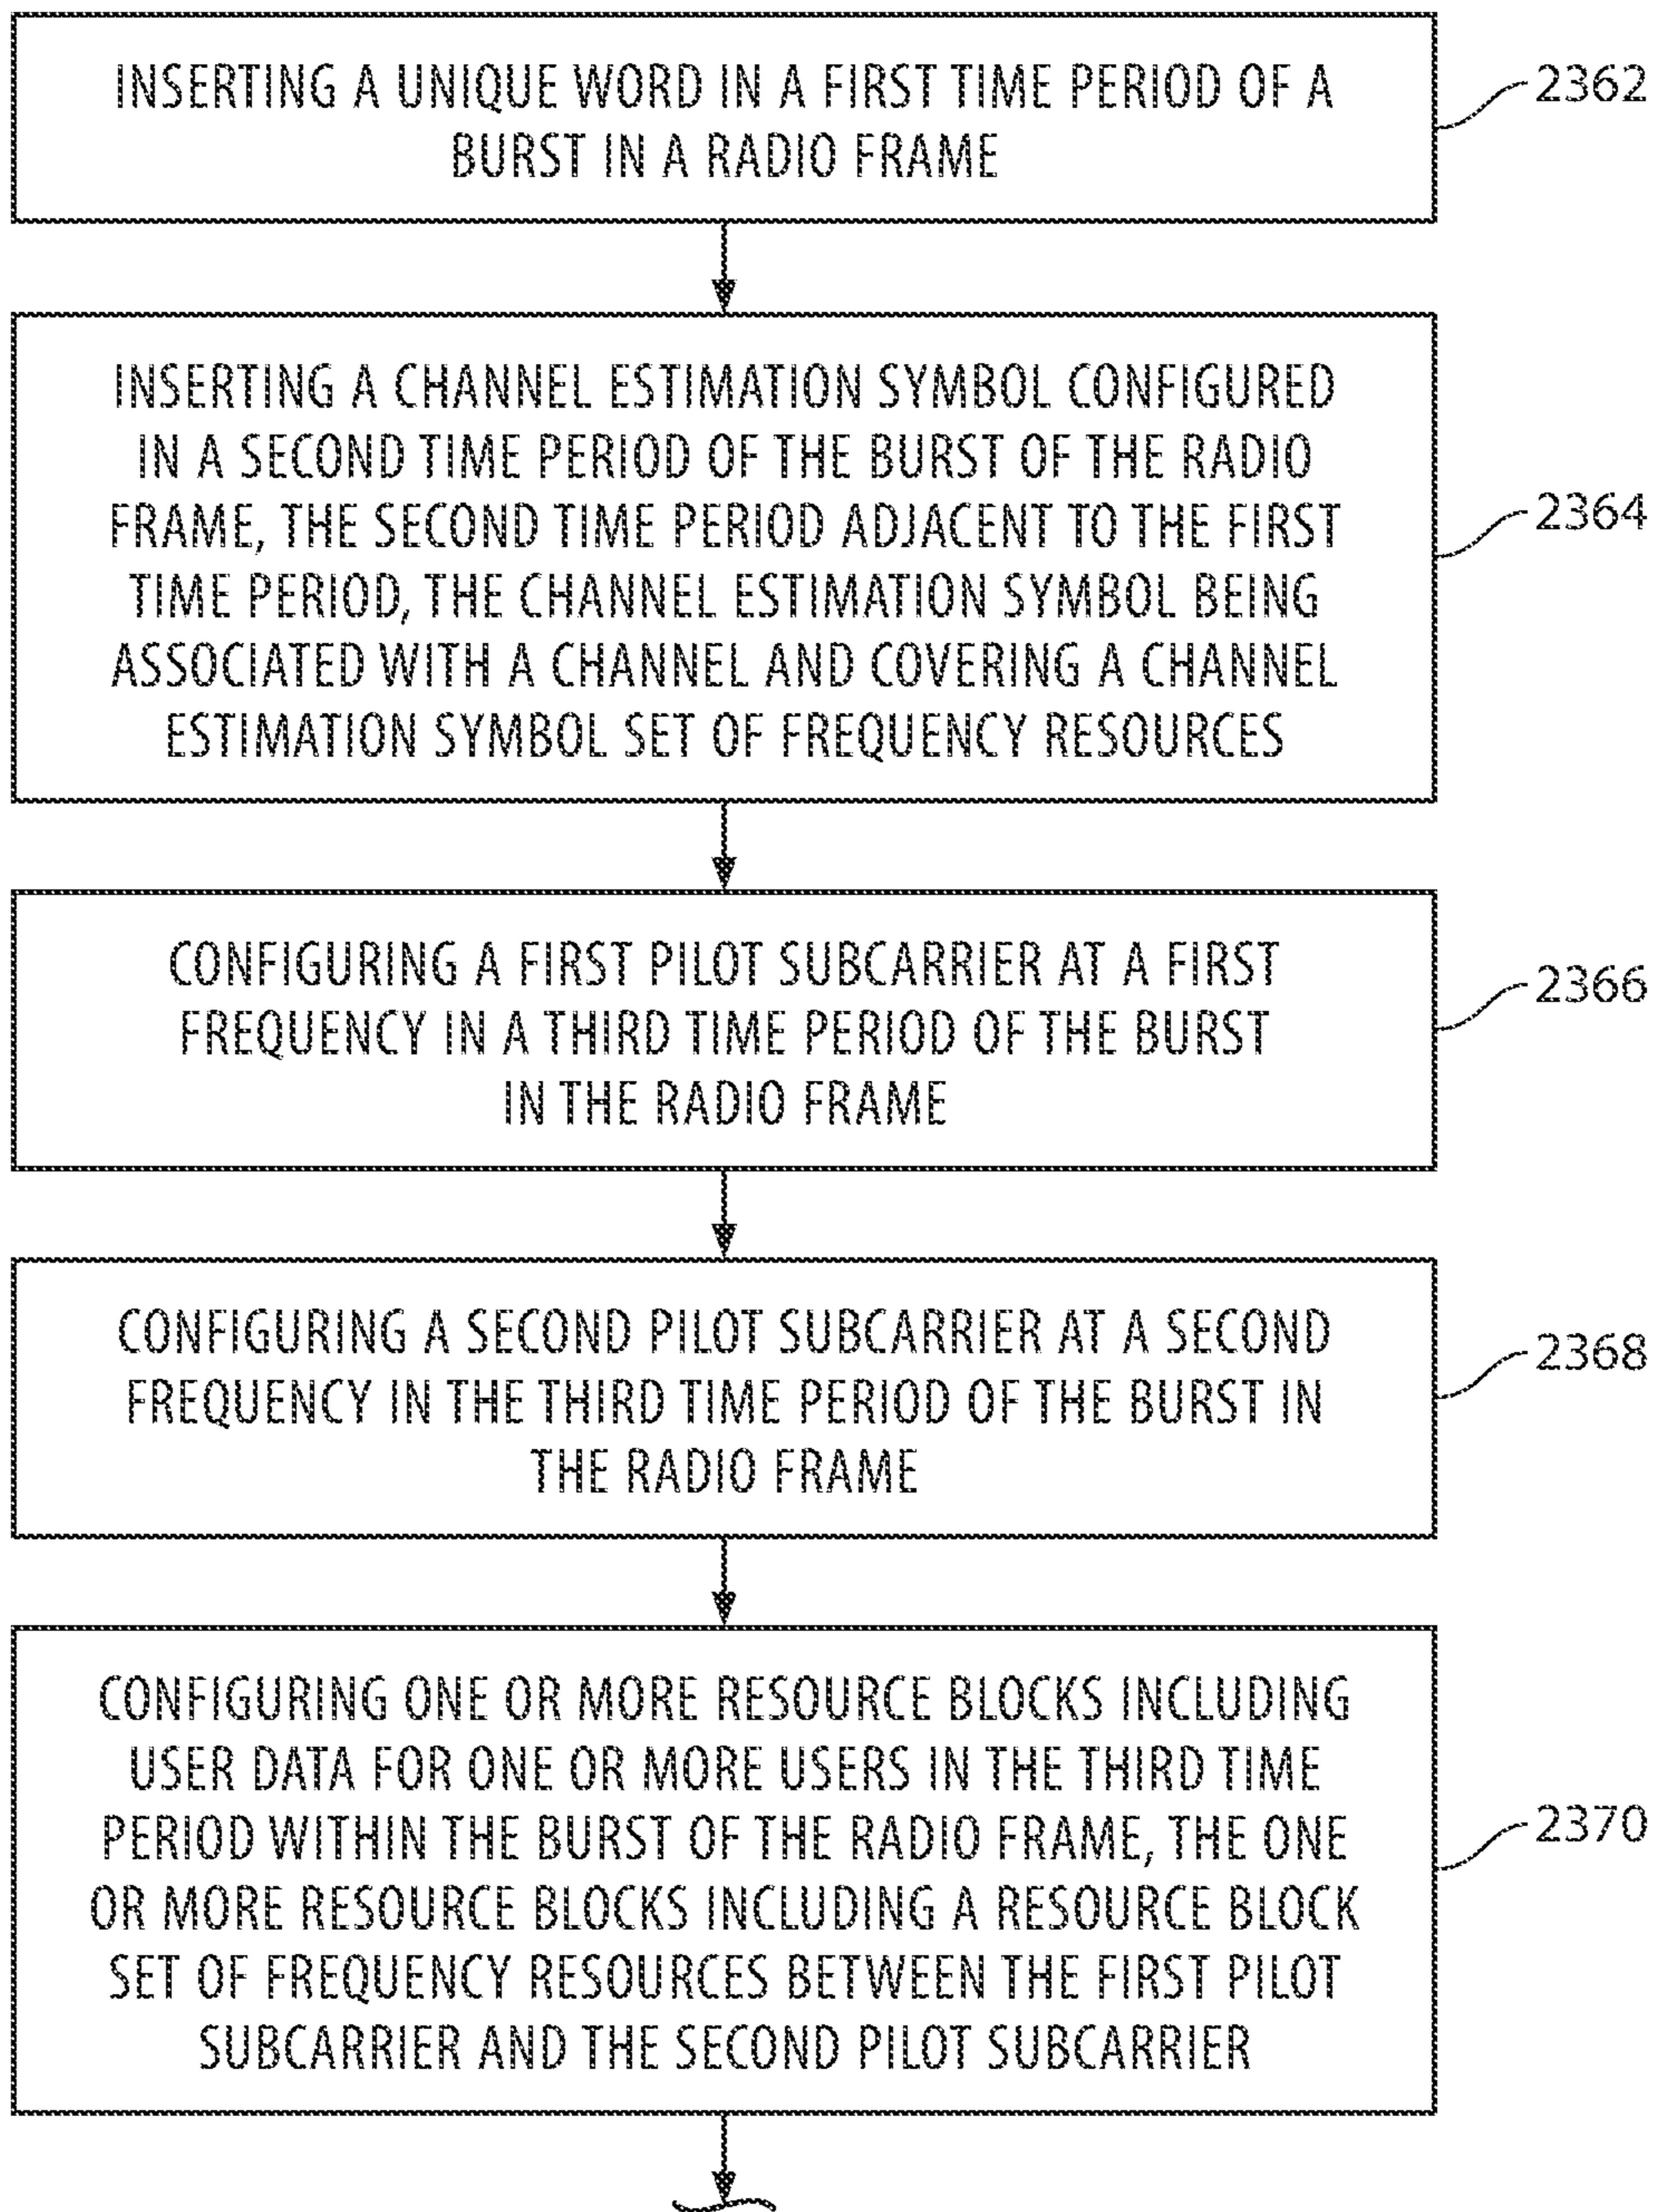 INSERTING A UNIQUE WORD IN A FIRST TIME PERIOD OF A
BURST IN A RADIO FRAME
2362
INSERTING A CHANNEL ESTIMATION SYMBOL CONFIGURED
IN A SECOND TIME PERIOD OF THE BURST OF THE RADIO
FRAME, THE SECOND TIME PERIOD ADJACENT TO THE FIRST
TIME PERIOD, THE CHANNEL ESTIMATION SYMBOL BEING
ASSOCIATED WITH A CHANNEL AND COVERING A CHANNEL
ESTIMATION SYMBOL SET OF FREQUENCY RESOURCES
2364
CONFIGURING A FIRST PILOT SUBCARRIER AT A FIRST
FREQUENCY IN A THIRD TIME PERIOD OF THE BURST
IN THE RADIO FRAME
2366
CONFIGURING A SECOND PILOT SUBCARRIER AT A SECOND
FREQUENCY IN THE THIRD TIME PERIOD OF THE BURST IN
THE RADIO FRAME
2368
CONFIGURING ONE OR MORE RESOURCE BLOCKS INCLUDING
USER DATA FOR ONE OR MORE USERS IN THE THIRD TIME
PERIOD WITHIN THE BURST OF THE RADIO FRAME, THE ONE
OR MORE RESOURCE BLOCKS INCLUDING A RESOURCE BLOCK
SET OF FREQUENCY RESOURCES BETWEEN THE FIRST PILOT
SUBCARRIER AND THE SECOND PILOT SUBCARRIER
2370